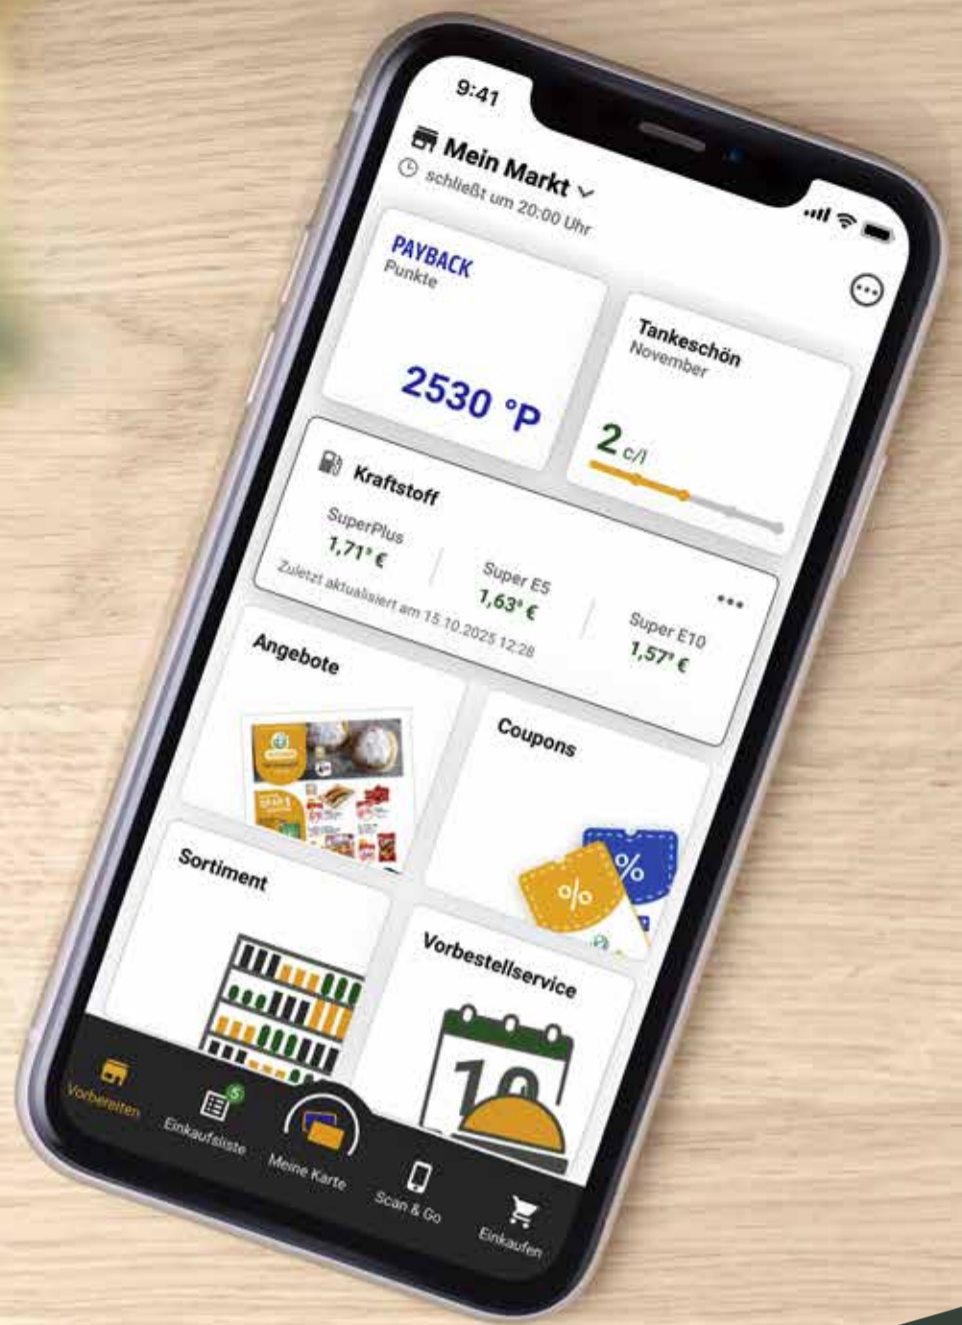 9:41
Mein Markt
schließt um 20:00 Uhr
PAYBACK
Punkte
2530 °P
Tankeschön
November
2 c/l
Kraftstoff
SuperPlus
1,71⁹ €
Super E5
1,63⁹ €
Super E10
1,57⁹ €
Zuletzt aktualisiert am 15.10.2025 12:28
Angebote
Coupons
%
%
Sortiment
Vorbestellservice
Vorbereiten
5
Einkaufsliste
Meine Karte
Scan & Go
Einkaufen